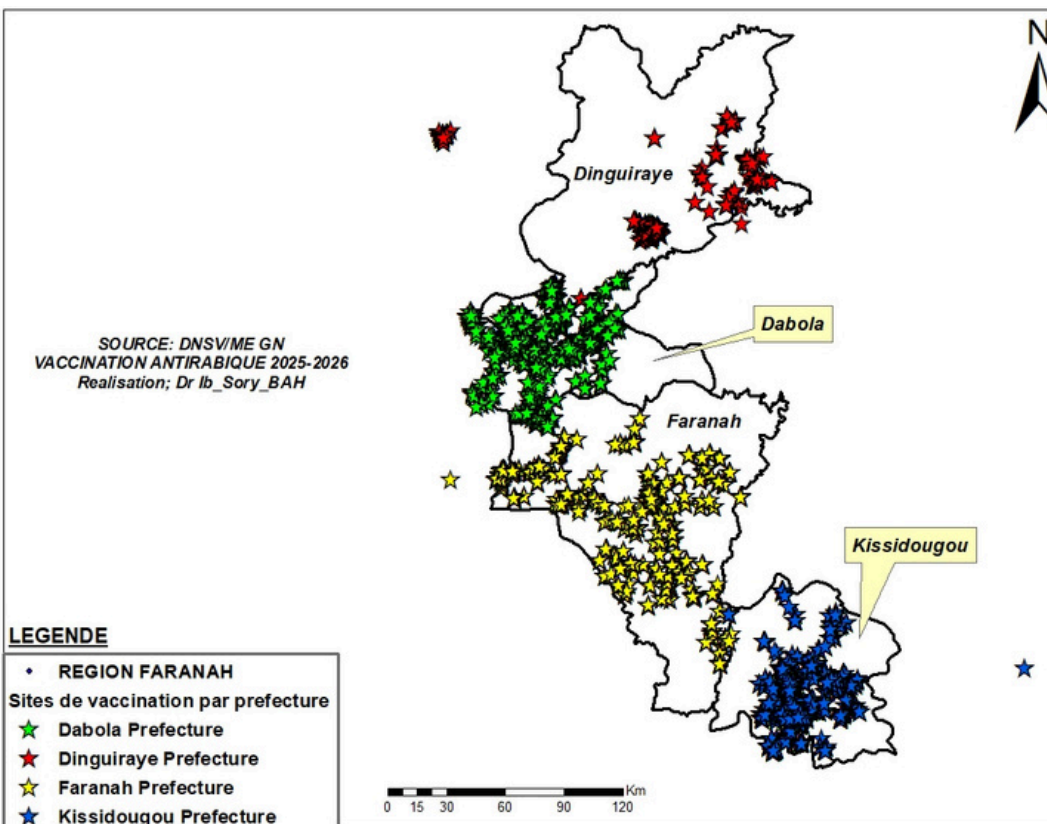 N
Dinguiraye
Dabola
SOURCE: DNSV/ME GN
VACCINATION ANTIRABIQUE 2025-2026
Realisation; Dr Ib_Sory_BAH
Faranah
Kissidougou
LEGENDE
REGION FARANAH
Sites de vaccination par prefecture
Dabola Prefecture
Dinguiraye Prefecture
Faranah Prefecture
Kissidougou Prefecture
Km
0 15 30 60 90 120